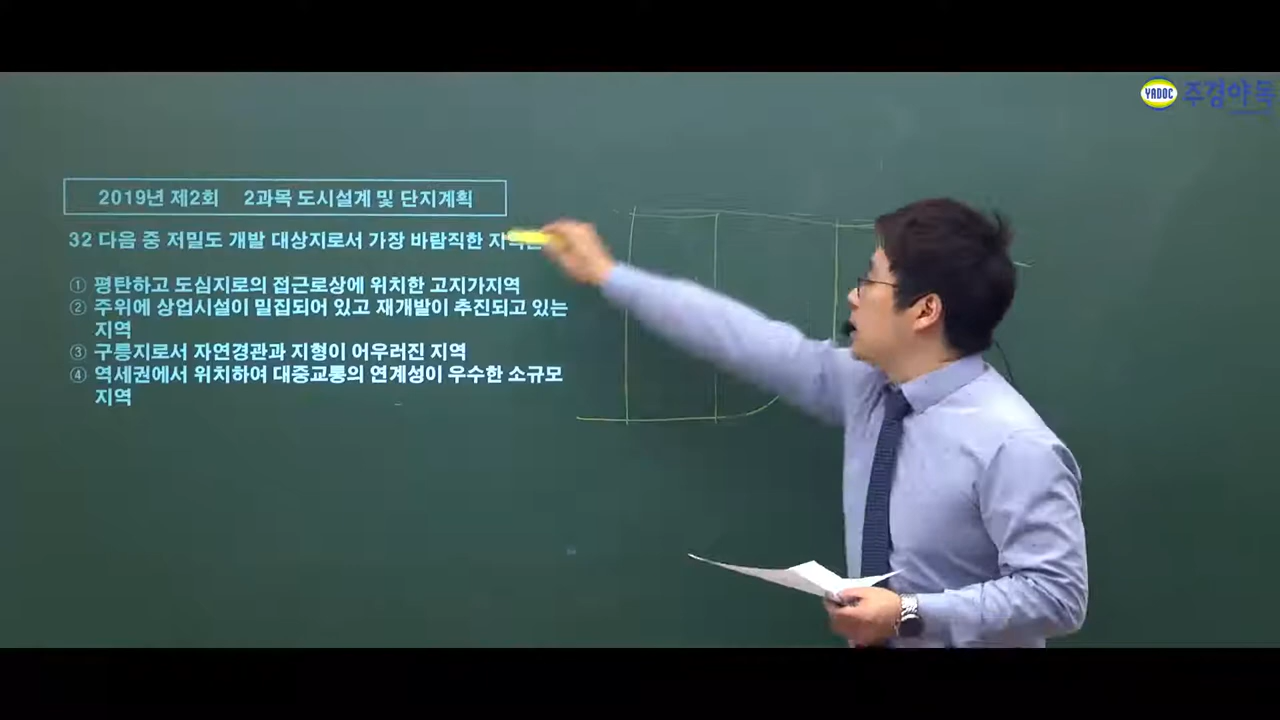 YADOC 주경야독
2019년 제2회 2과목 도시설계 및 단지계획
32 다음 중 저밀도 개발 대상지로서 가장 바람직한
① 평탄하고 도심지로의 접근로상에 위치한 고지가지역
② 주위에 상업시설이 밀집되어 있고 재개발이 추진되고 있는
지역
③ 구릉지로서 자연경관과 지형이 어우러진 지역
④ 역세권에서 위치하여 대중교통의 연계성이 우수한 소규모
지역